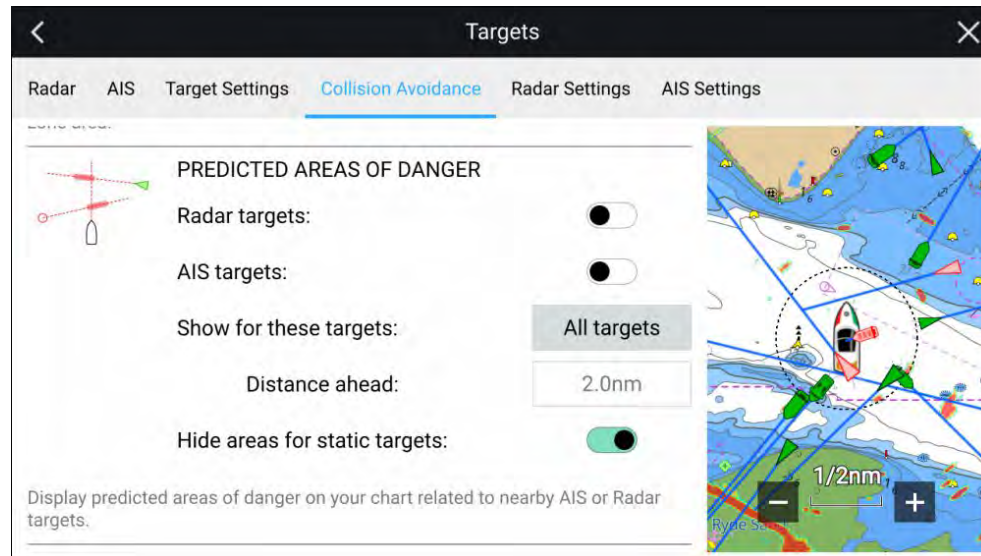 Targets
Radar AIS Target Settings Collision Avoidance Radar Settings AIS Settings
PREDICTED AREAS OF DANGER
Radar targets:
AIS targets:
Show for these targets: All targets
Distance ahead: 2.0nm
Hide areas for static targets:
Display predicted areas of danger on your chart related to nearby AIS or Radar
targets.
1/2nm
Ryde